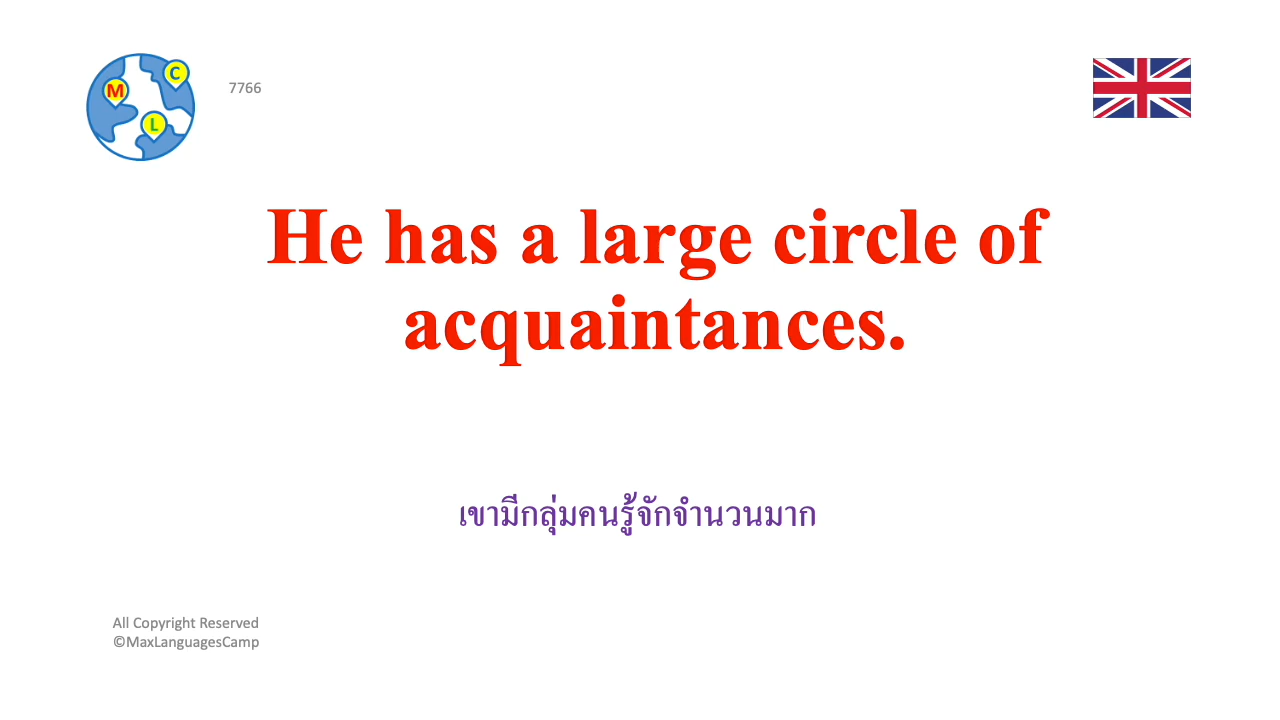 M
C
L
7766
He has a large circle of
acquaintances.
เขามีกลุ่มคนรู้จักจำนวนมาก
All Copyright Reserved
©MaxLanguagesCamp